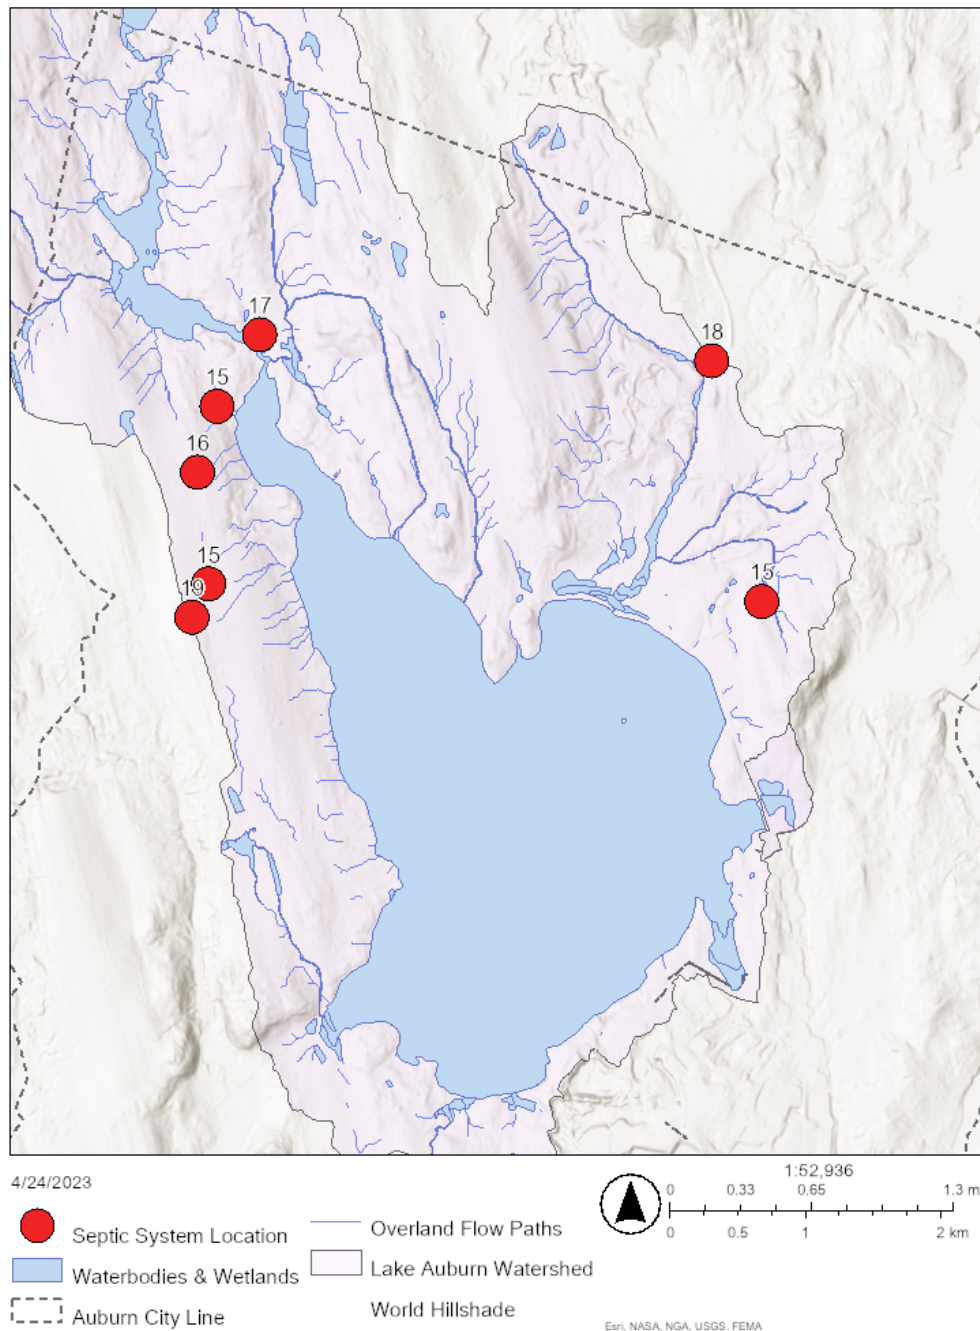 17
18
15
16
15
19
15
4/24/2023
1:52,936
0 0.33 0.65 1.3 m
0 0.5 1 2 km
Septic System Location
Waterbodies & Wetlands
Auburn City Line
Overland Flow Paths
Lake Auburn Watershed
World Hillshade
Esri, NASA, NGA, USGS, FEMA